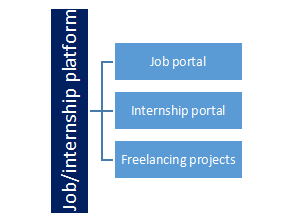 Job/internship platform
Job portal
Internship portal
Freelancing projects